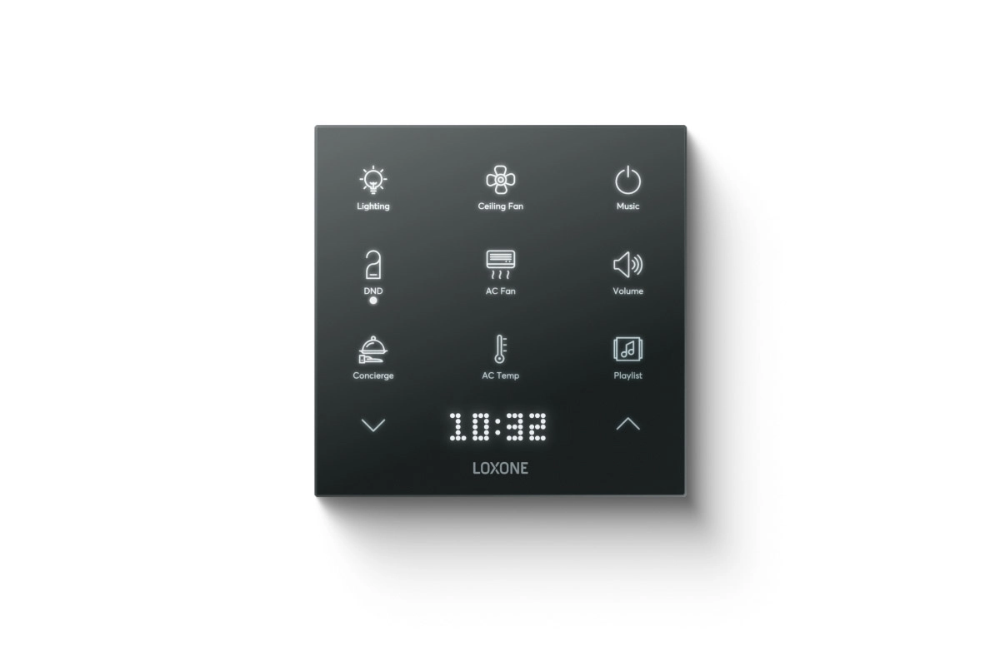 Lighting
Ceiling Fan
Music
DND
AC Fan
Volume
Concierge
AC Temp
Playlist
10:32
LOXONE